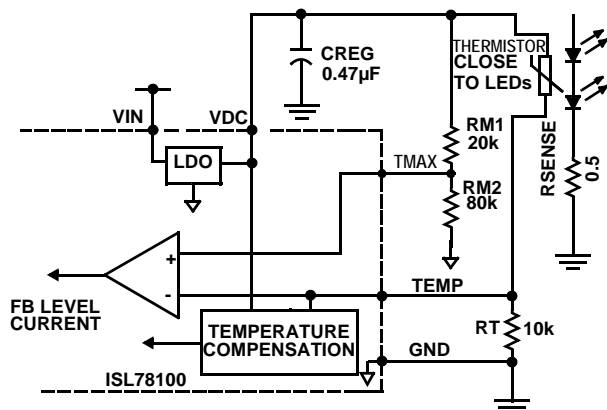 CREG
0.47µF
THERMISTOR
CLOSE
TO LEDs
VIN
VDC
RM1
20k
LDO
TMAX
RM2
80k
RSENSE
0.5
+
-
TEMP
FB LEVEL
CURRENT
TEMPERATURE
COMPENSATION
RT
10k
GND
ISL78100